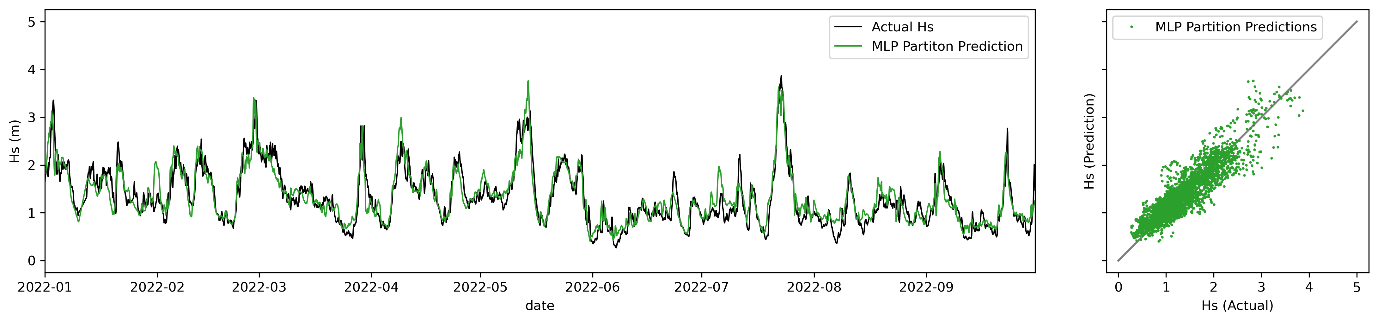 5
4
3
2
1
0
Hs (m)
Actual Hs
MLP Partiton Prediction
2022-01 2022-02 2022-03 2022-04 2022-05 2022-06 2022-07 2022-08 2022-09
date
MLP Partition Predictions
Hs (Prediction)
0 1 2 3 4 5
Hs (Actual)